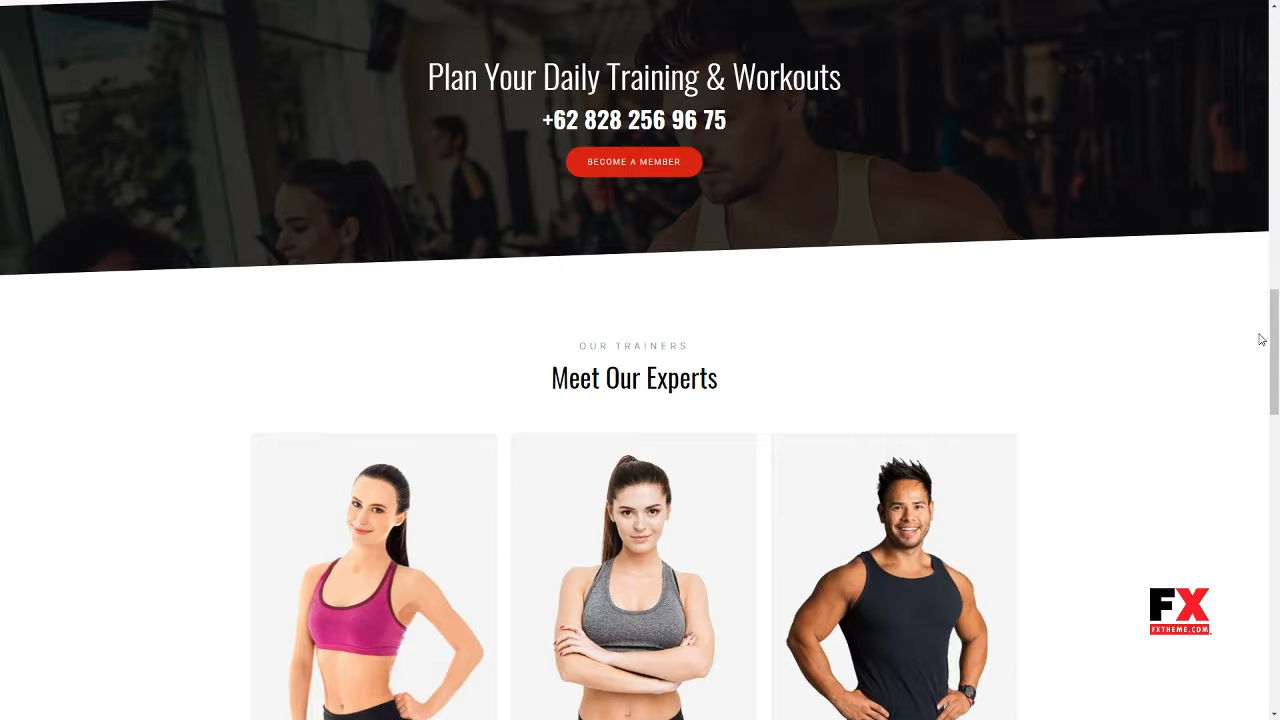 Plan Your Daily Training & Workouts
+62 828 256 96 75
BECOME A MEMBER
OUR TRAINERS
Meet Our Experts
FX
FXTHEME.COM